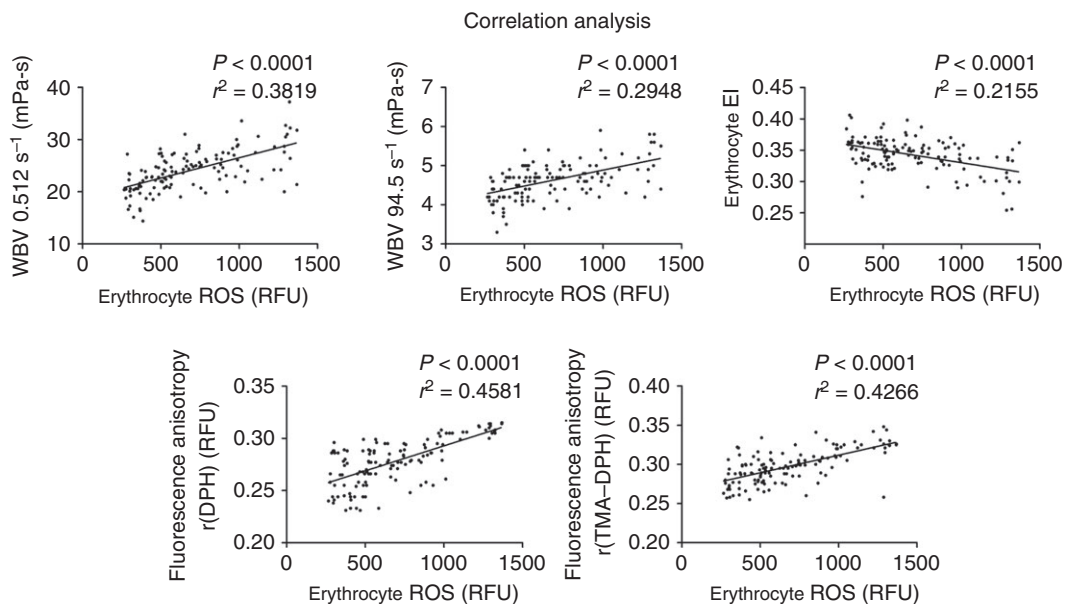 Correlation analysis
P < 0.0001
r² = 0.3819
WBV 0.512 s⁻¹ (mPa-s)
40
30
20
10
0 500 1000 1500
Erythrocyte ROS (RFU)
P < 0.0001
r² = 0.2948
WBV 94.5 s⁻¹ (mPa-s)
7
6
5
4
3
0 500 1000 1500
Erythrocyte ROS (RFU)
P < 0.0001
r² = 0.2155
Erythrocyte EI
0.45
0.40
0.35
0.30
0.25
0 500 1000 1500
Erythrocyte ROS (RFU)
P < 0.0001
r² = 0.4581
Fluorescence anisotropy
r(DPH) (RFU)
0.35
0.30
0.25
0.20
0 500 1000 1500
Erythrocyte ROS (RFU)
P < 0.0001
r² = 0.4266
Fluorescence anisotropy
r(TMA–DPH) (RFU)
0.40
0.35
0.30
0.25
0.20
0 500 1000 1500
Erythrocyte ROS (RFU)